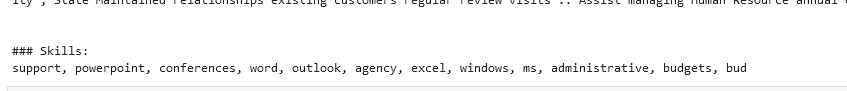 ity , State Maintained relationships existing customers regular review visits .. Assist managing Human Resource annual
### Skills:
support, powerpoint, conferences, word, outlook, agency, excel, windows, ms, administrative, budgets, bud